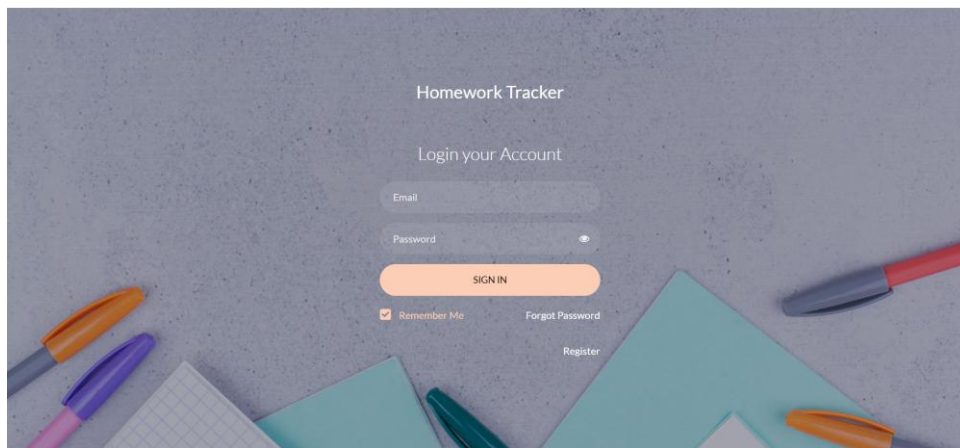 Homework Tracker
Login your Account
Email
Password
SIGN IN
Remember Me
Forgot Password
Register